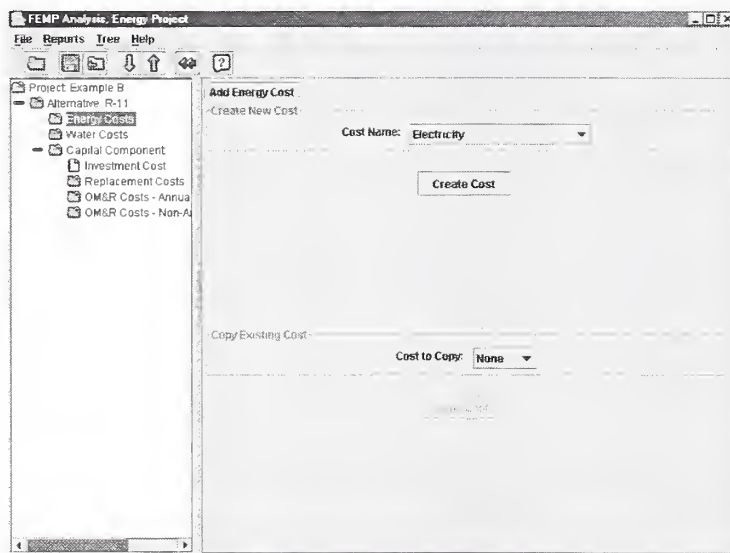 FEMP Analysis, Energy Project
File Reports Tree Help
Project: Example B
Alternative: R-11
Energy Costs
Water Costs
Capital Component
Investment Cost
Replacement Costs
OM&R Costs - Annua
OM&R Costs - Non-A
Add Energy Cost
Create New Cost
Cost Name: Electricity
Create Cost
Copy Existing Cost
Cost to Copy: None